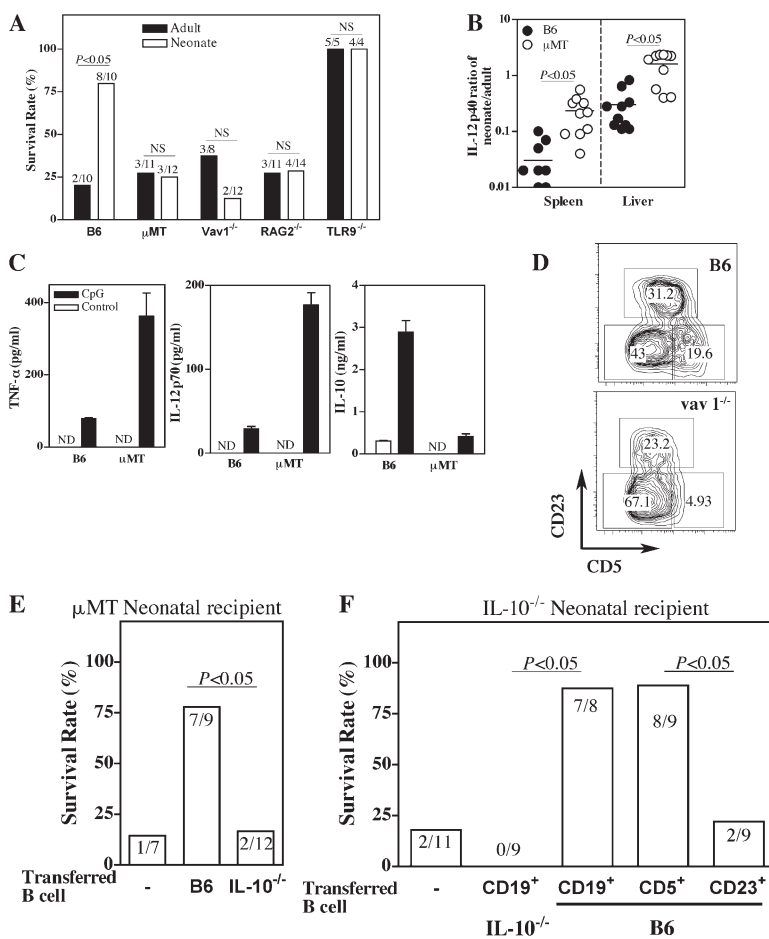 A
Adult
Neonate
Survival Rate (%)
100
75
50
25
0
P<0.05
8/10
2/10
NS
3/11 3/12
NS
3/8
2/12
NS
3/11 4/14
NS
5/5 4/4
B6 μMT Vav1-/- RAG2-/- TLR9-/-
B
B6
μMT
IL-12p40 ratio of
neonate/adult
10
1
0.1
0.01
P<0.05
P<0.05
Spleen Liver
C
CpG
Control
TNF-α (pg/ml)
400
200
0
ND ND
B6 μMT
IL-12p70 (pg/ml)
200
100
0
ND ND
B6 μMT
IL-10 (ng/ml)
4
3
2
1
0
ND
B6 μMT
D
B6
31.2
43 19.6
vav 1-/-
23.2
67.1 4.93
CD23
CD5
E
μMT Neonatal recipient
Survival Rate (%)
100
75
50
25
0
P<0.05
1/7
7/9
2/12
Transferred
B cell
- B6 IL-10-/-
F
IL-10-/- Neonatal recipient
Survival Rate (%)
100
75
50
25
0
P<0.05 P<0.05
2/11
0/9
7/8
8/9
2/9
Transferred
B cell
- CD19+ CD19+ CD5+ CD23+
IL-10-/- B6